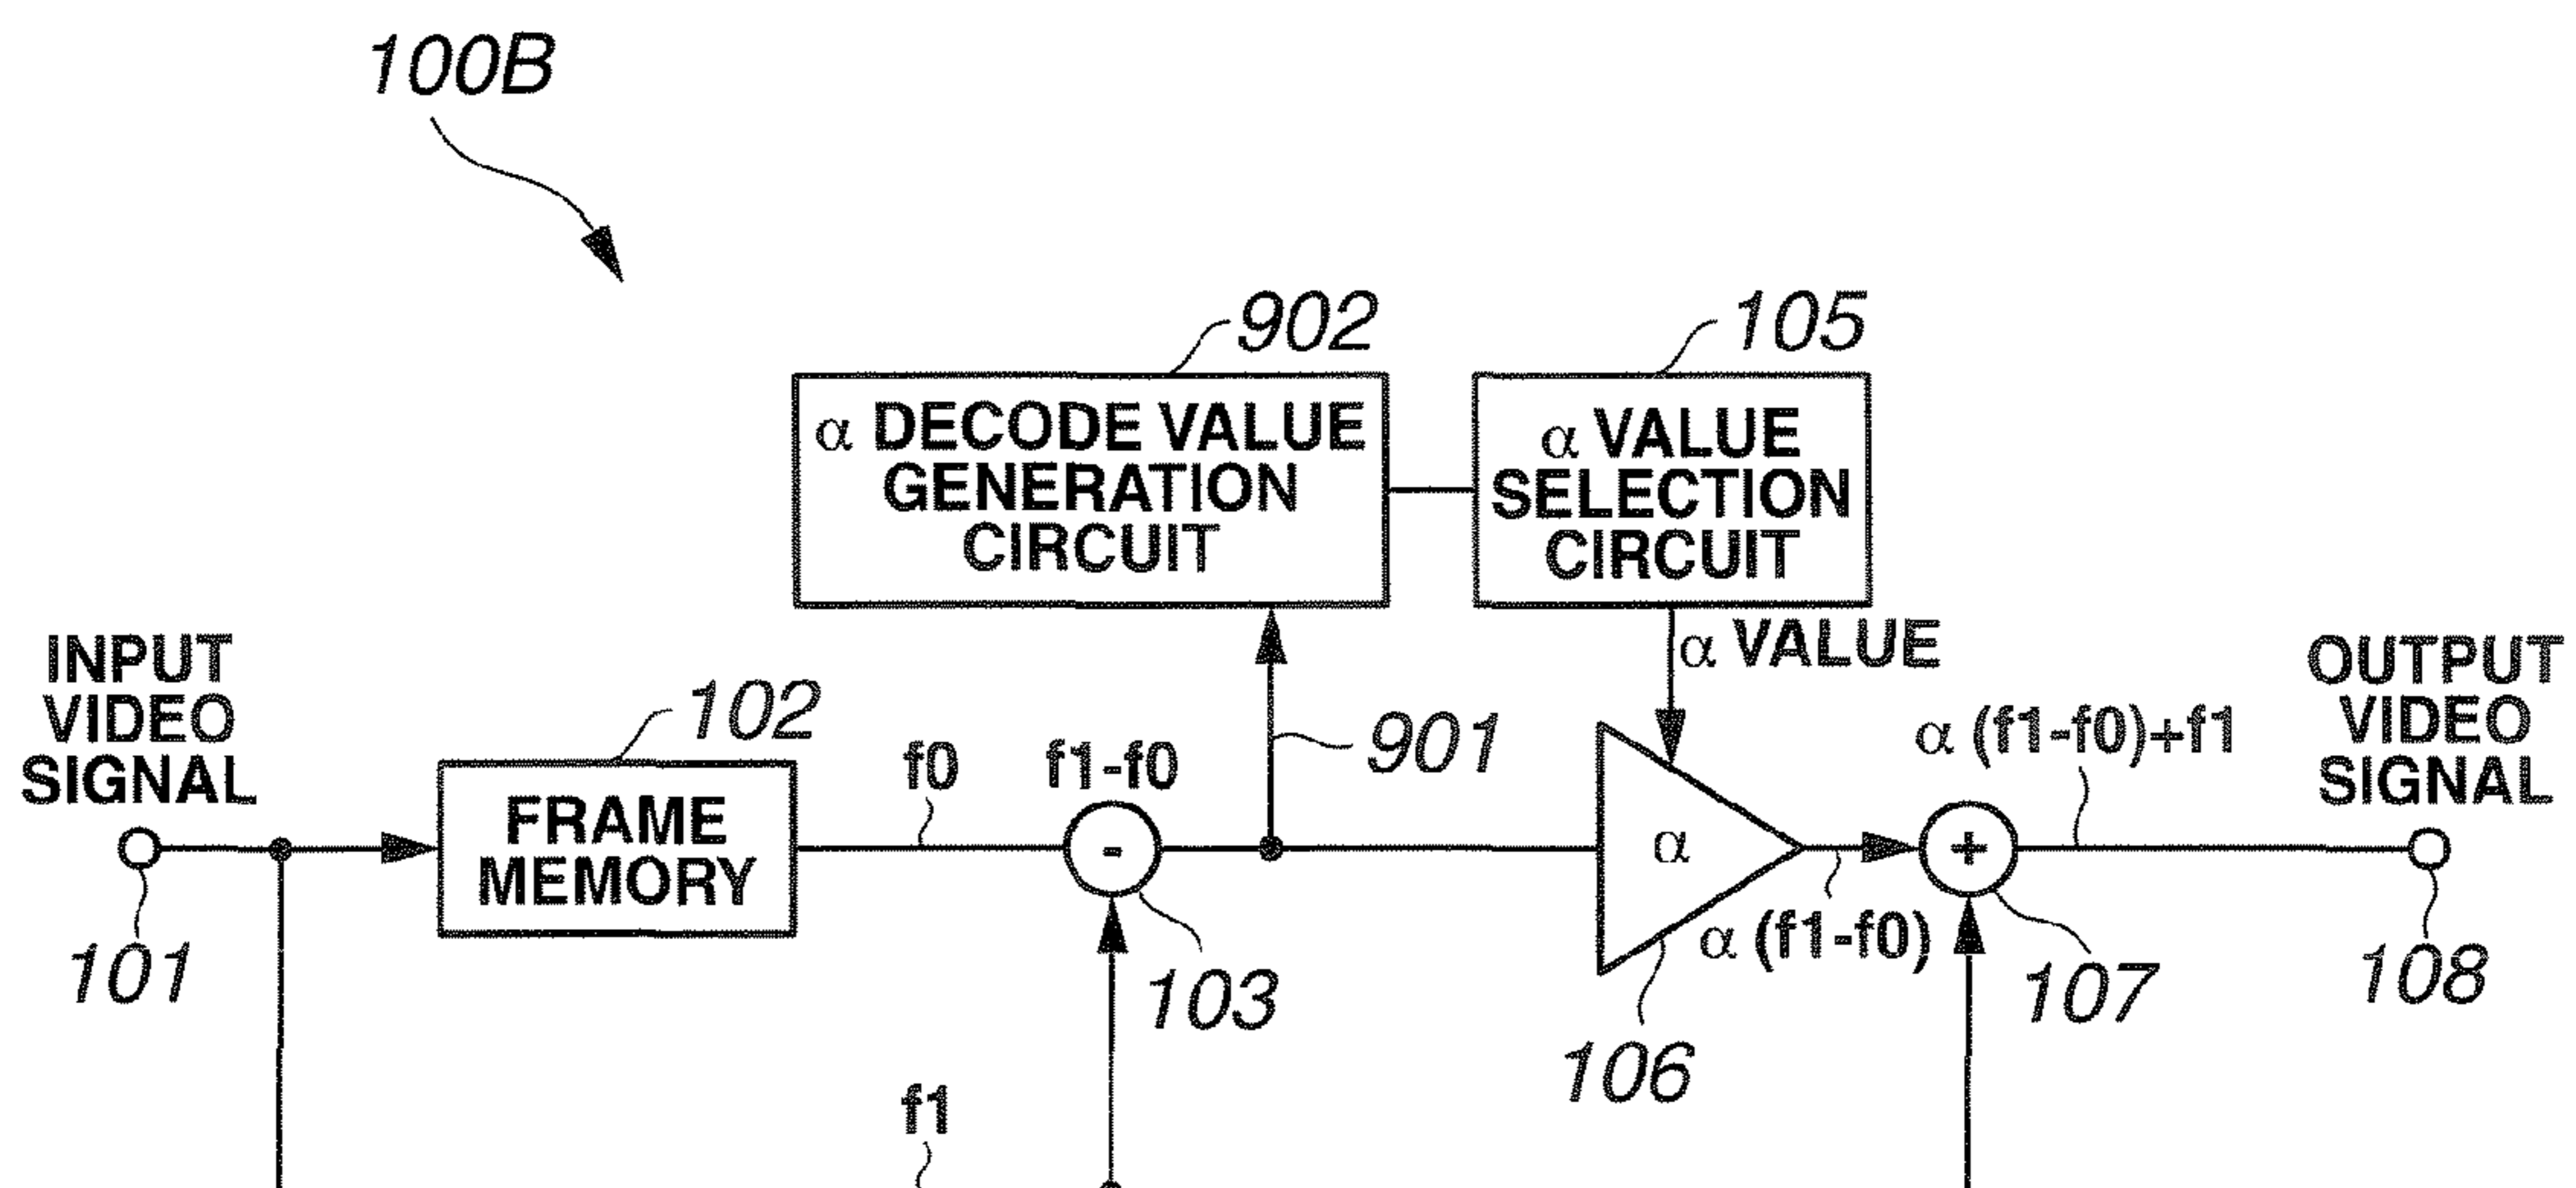 100B
902
105
α DECODE VALUE
GENERATION
CIRCUIT
α VALUE
SELECTION
CIRCUIT
α VALUE
INPUT
VIDEO
SIGNAL
OUTPUT
VIDEO
SIGNAL
102
901
f0
f1-f0
α (f1-f0)+f1
FRAME
MEMORY
-
α
+
α (f1-f0)
101
103
107
108
106
f1